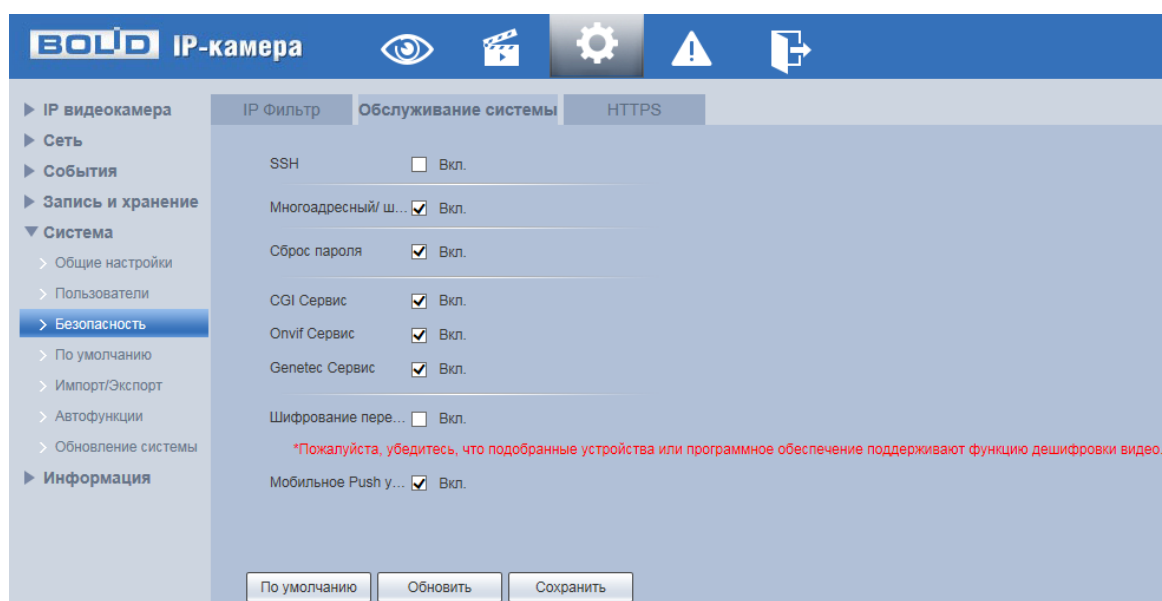 BOLID IP-камера
IP видеокамера
Сеть
События
Запись и хранение
Система
Общие настройки
Пользователи
Безопасность
По умолчанию
Импорт/Экспорт
Автофункции
Обновление системы
Информация
IP Фильтр Обслуживание системы HTTPS
SSH Вкл.
Многоадресный/ ш... Вкл.
Сброс пароля Вкл.
CGI Сервис Вкл.
Onvif Сервис Вкл.
Genetec Сервис Вкл.
Шифрование пере... Вкл.
*Пожалуйста, убедитесь, что подобранные устройства или программное обеспечение поддерживают функцию дешифровки видео.
Мобильное Push у... Вкл.
По умолчанию Обновить Сохранить